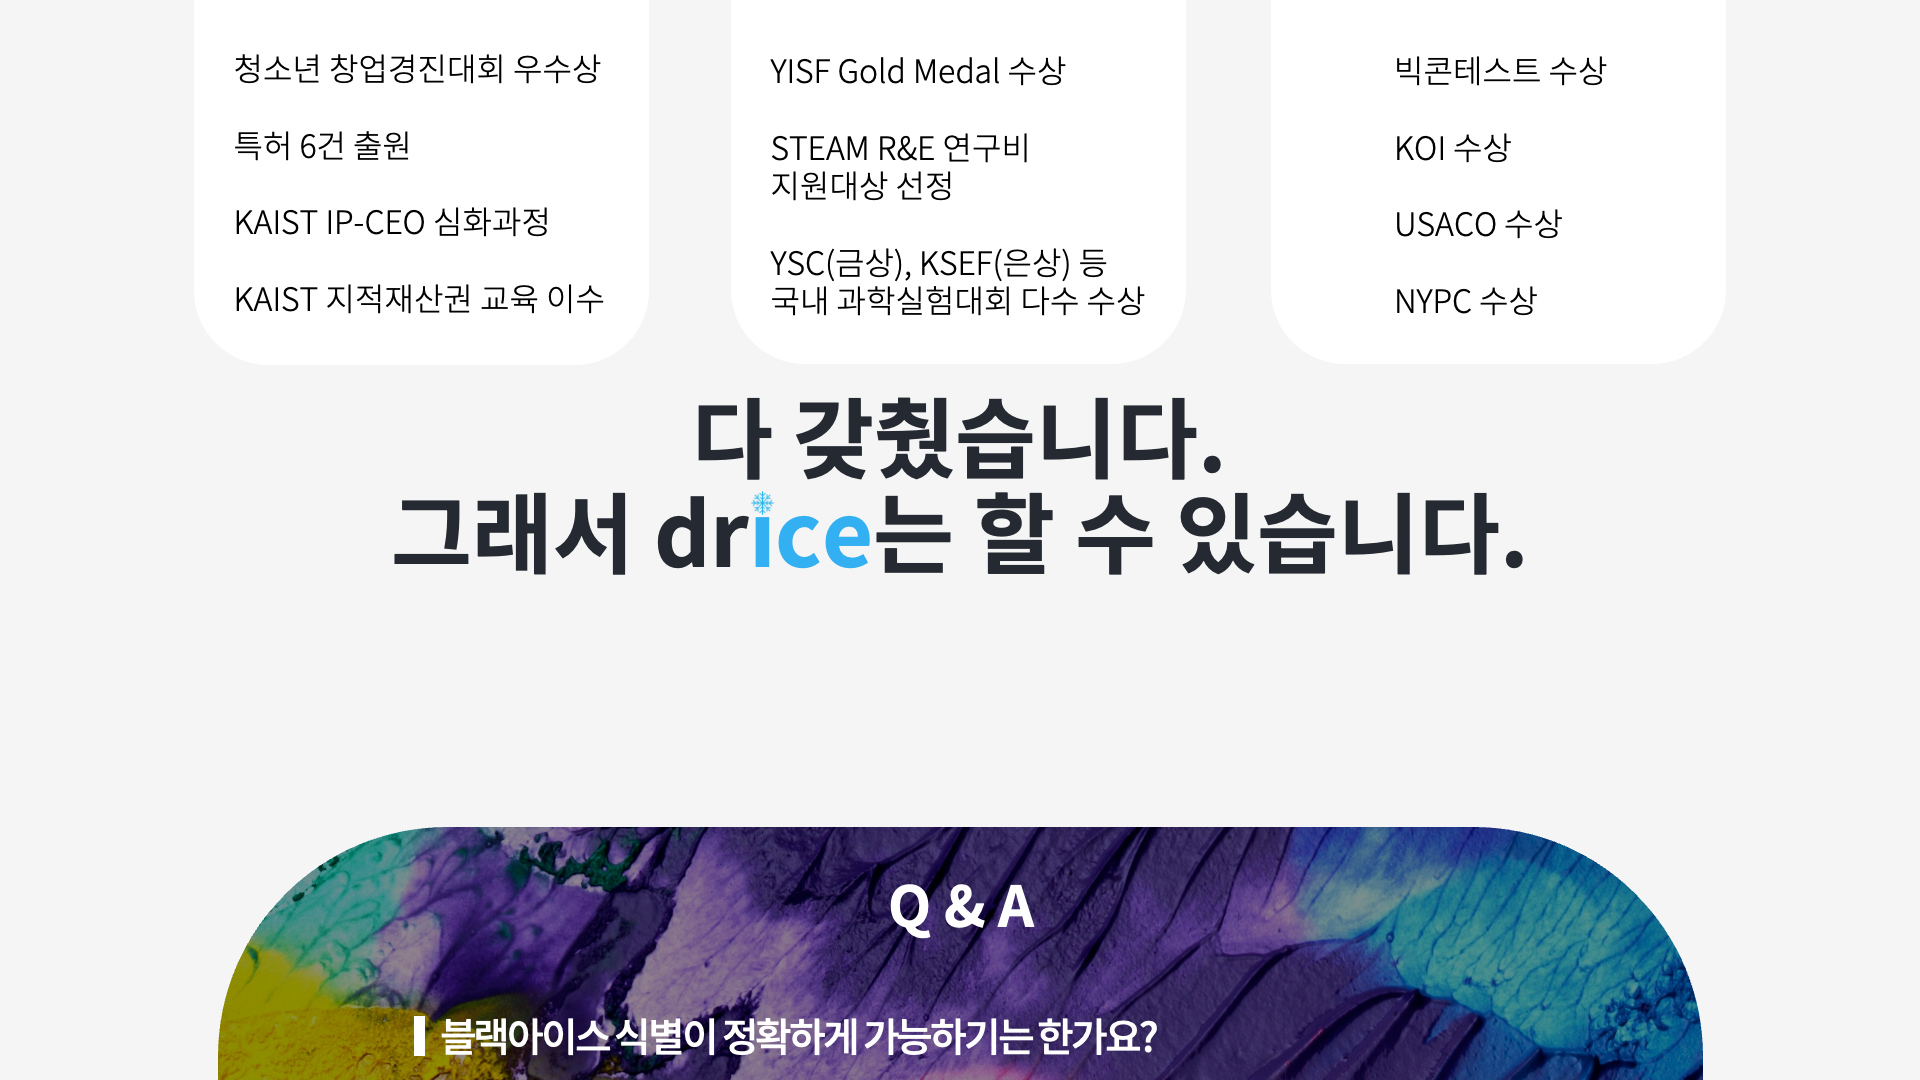 청소년 창업경진대회 우수상
특허 6건 출원
KAIST IP-CEO 심화과정
KAIST 지적재산권 교육 이수
YISF Gold Medal 수상
STEAM R&E 연구비
지원대상 선정
YSC(금상), KSEF(은상) 등
국내 과학실험대회 다수 수상
빅콘테스트 수상
KOI 수상
USACO 수상
NYPC 수상
다 갖췄습니다.
그래서 drice는 할 수 있습니다.
Q & A
블랙아이스 식별이 정확하게 가능하기는 한가요?